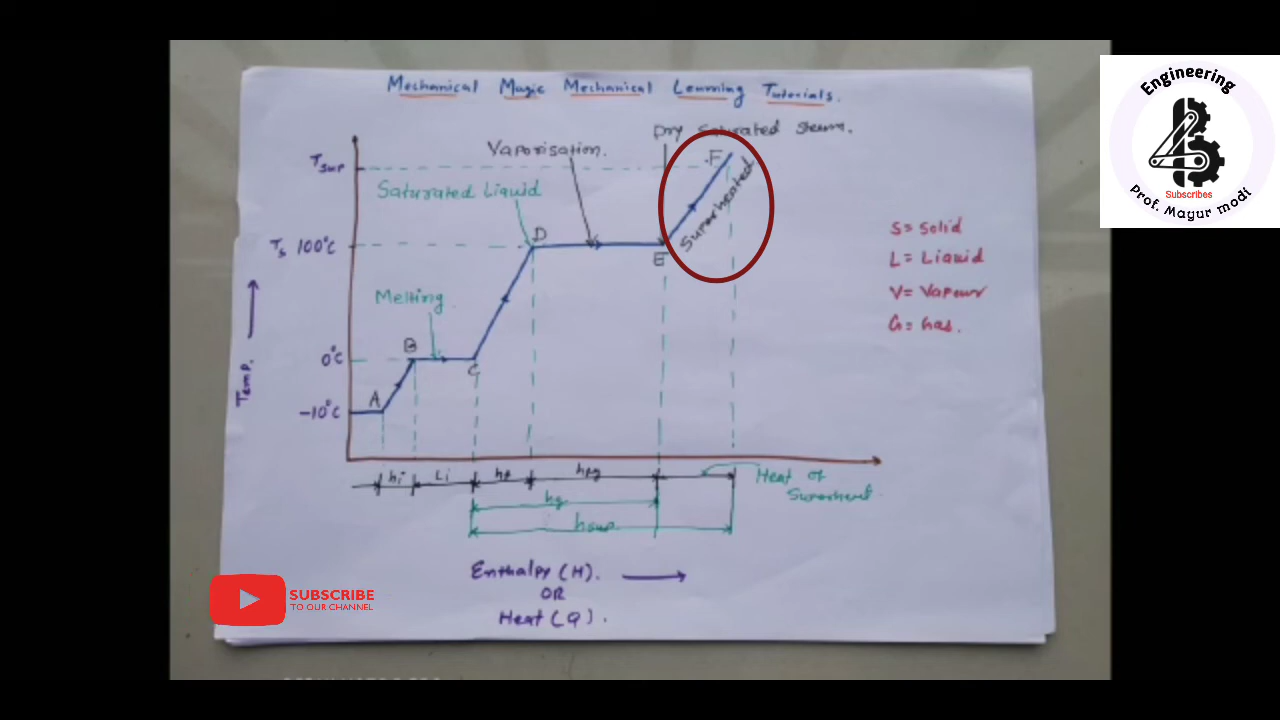 Mechanical Magic Mechanical Learning Tutorials.
Engineering
Subscribes
Prof. Mayur modi
Dry Saturated Steam.
Vaporisation.
Tsup
F
Superheated
Saturated Liquid
D
Ts 100°C
E
S = Solid
L = Liquid
V = Vapour
G = Gas.
Melting
B
0°C
C
Temp.
A
-10°C
hi
Li
hf
hfg
Heat of
Superheat
hg
hsup
Enthalpy (H).
OR
Heat (Q).
SUBSCRIBE
TO OUR CHANNEL